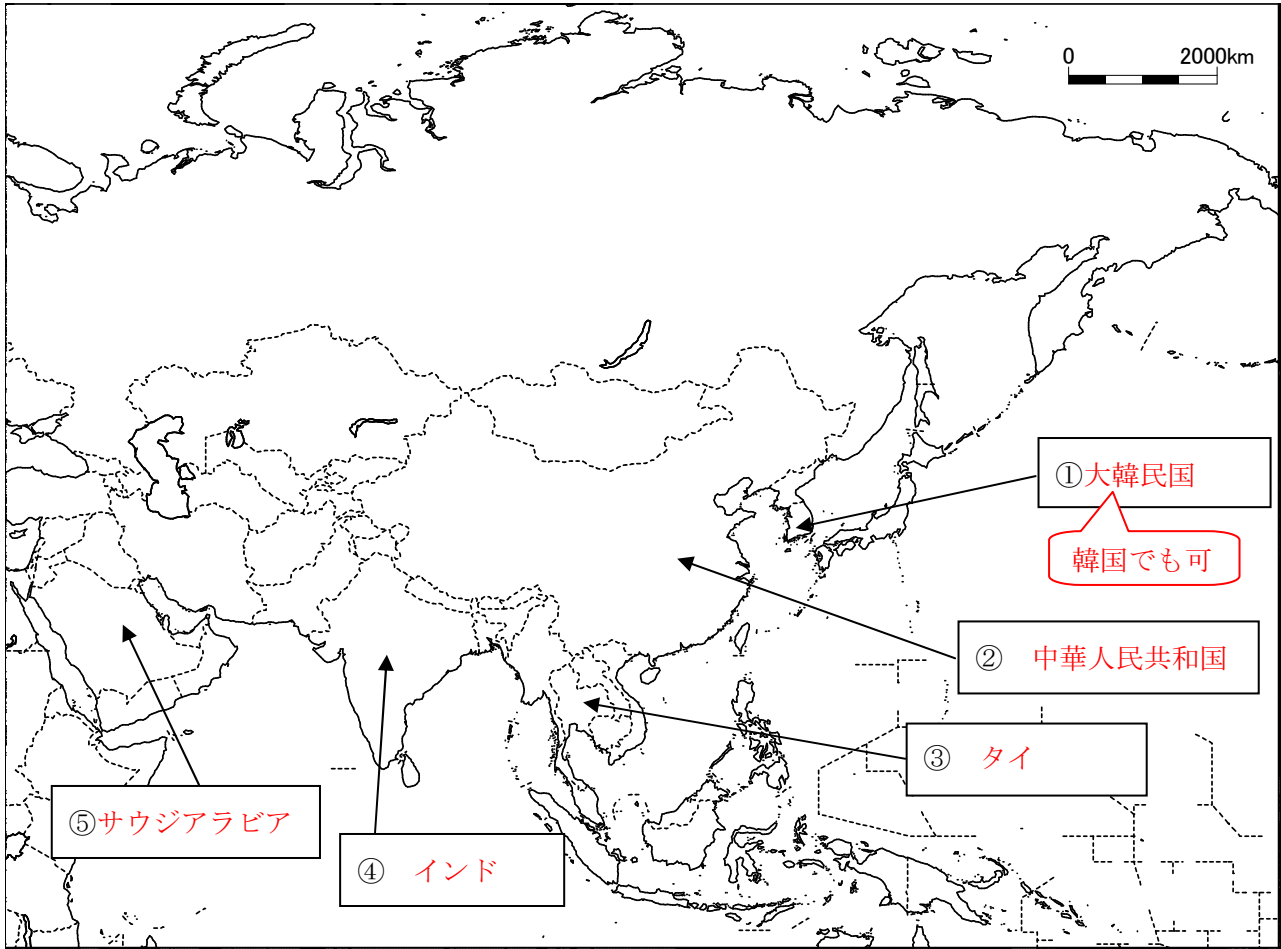 0 2000km
①大韓民国
韓国でも可
② 中華人民共和国
③ タイ
⑤サウジアラビア
④ インド